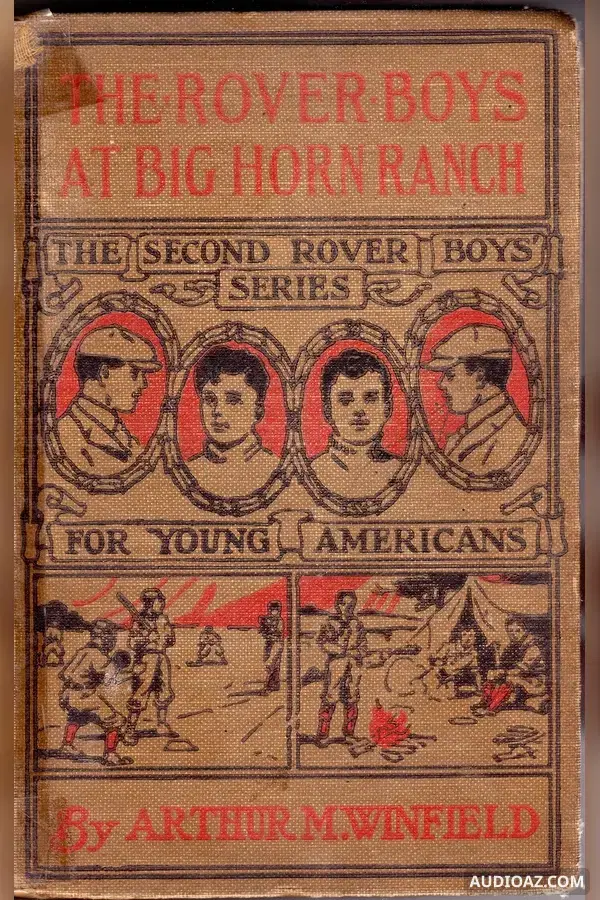 THE·ROVER·BOYS
AT BIG HORN RANCH
THE SECOND ROVER BOYS'
SERIES
FOR YOUNG AMERICANS
By ARTHUR M. WINFIELD
AUDIOAZ.COM